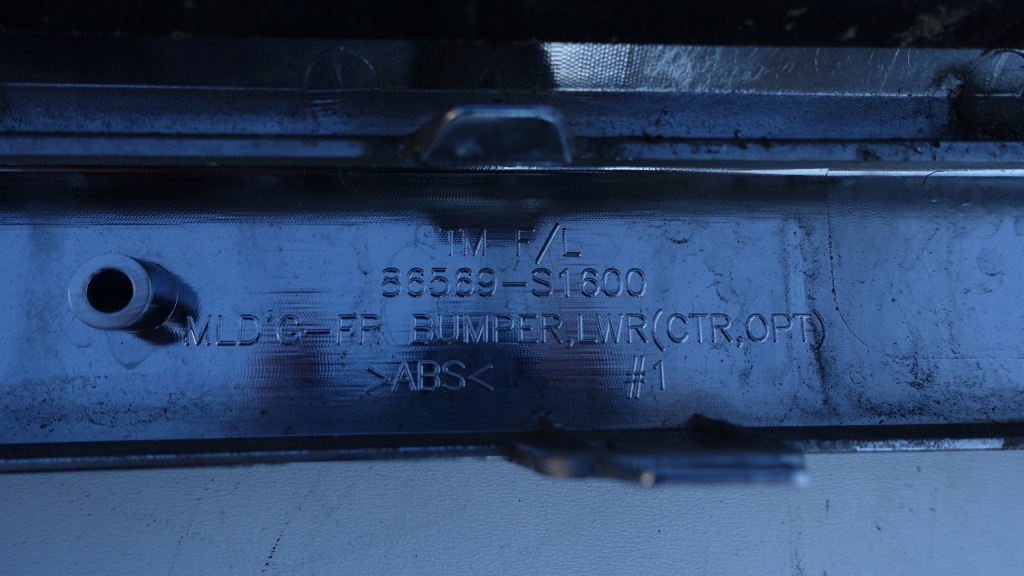 TM F/L
86569-S1600
MLD'G-FR BUMPER,LWR(CTR,OPT)
>ABS<
#1